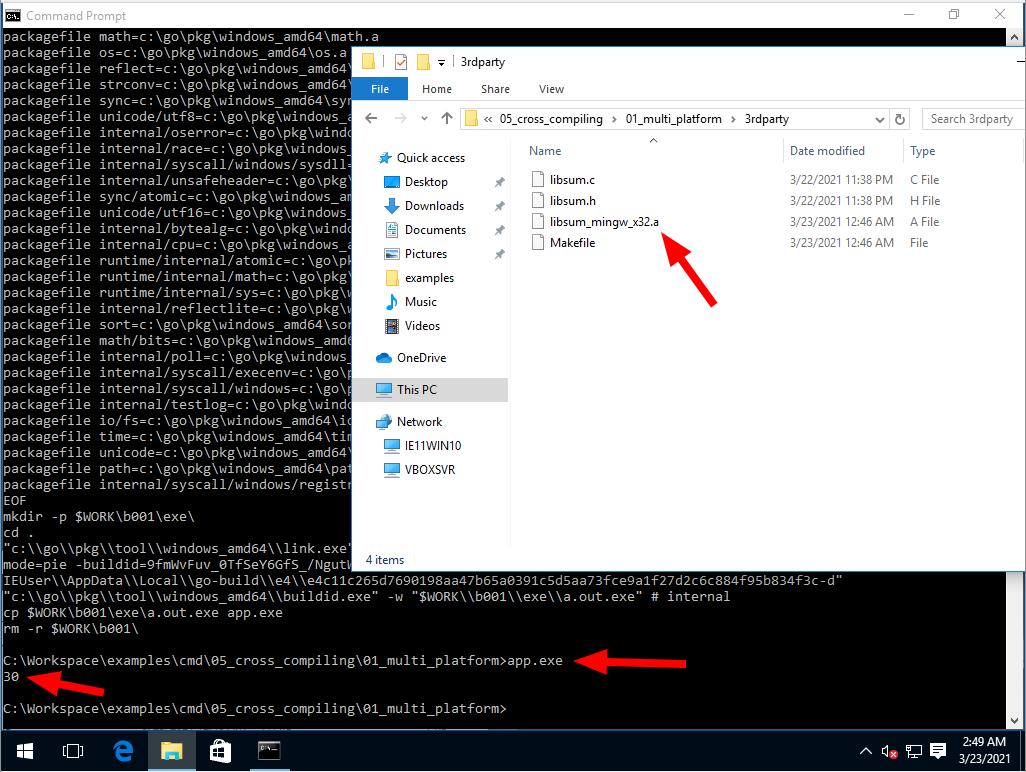 Command Prompt
packagefile math=c:\go\pkg\windows_amd64\math.a
packagefile os=c:\go\pkg\windows_amd64\os.a
packagefile reflect=c:\go\pkg\windows_amd64\
packagefile strconv=c:\go\pkg\windows_amd64\
packagefile sync=c:\go\pkg\windows_amd64\syn
packagefile unicode/utf8=c:\go\pkg\windows_a
packagefile internal/oserror=c:\go\pkg\windo
packagefile internal/race=c:\go\pkg\windows_
packagefile internal/syscall/windows/sysdll=
packagefile internal/unsafeheader=c:\go\pkg\
packagefile sync/atomic=c:\go\pkg\windows_am
packagefile unicode/utf16=c:\go\pkg\windows_
packagefile internal/bytealg=c:\go\pkg\windo
packagefile internal/cpu=c:\go\pkg\windows_a
packagefile runtime/internal/atomic=c:\go\pk
packagefile runtime/internal/math=c:\go\pkg\
packagefile runtime/internal/sys=c:\go\pkg\w
packagefile internal/reflectlite=c:\go\pkg\w
packagefile sort=c:\go\pkg\windows_amd64\sor
packagefile math/bits=c:\go\pkg\windows_amd6
packagefile internal/poll=c:\go\pkg\windows_
packagefile internal/syscall/execenv=c:\go\p
packagefile internal/syscall/windows=c:\go\p
packagefile internal/testlog=c:\go\pkg\windo
packagefile io/fs=c:\go\pkg\windows_amd64\io
packagefile time=c:\go\pkg\windows_amd64\tim
packagefile unicode=c:\go\pkg\windows_amd64\
packagefile path=c:\go\pkg\windows_amd64\pat
packagefile internal/syscall/windows/registr
EOF
mkdir -p $WORK\b001\exe\
cd .
"c:\\go\\pkg\\tool\\windows_amd64\\link.exe"
mode=pie -buildid=9fmWvFuv_0TfSeY6GfS_/NgutW
IEUser\\AppData\\Local\\go-build\\e4\\e4c11c265d7690198aa47b65a0391c5d5aa73fce9a1f27d2c6c884f95b834f3c-d"
"c:\\go\\pkg\\tool\\windows_amd64\\buildid.exe" -w "$WORK\\b001\\exe\\a.out.exe" # internal
cp $WORK\b001\exe\a.out.exe app.exe
rm -r $WORK\b001\
C:\Workspace\examples\cmd\05_cross_compiling\01_multi_platform>app.exe
30
C:\Workspace\examples\cmd\05_cross_compiling\01_multi_platform>
3rdparty
File Home Share View
« 05_cross_compiling > 01_multi_platform > 3rdparty
Search 3rdparty
Quick access
Desktop
Downloads
Documents
Pictures
examples
Music
Videos
OneDrive
This PC
Network
IE11WIN10
VBOXSVR
Name Date modified Type
libsum.c 3/22/2021 11:38 PM C File
libsum.h 3/22/2021 11:38 PM H File
libsum_mingw_x32.a 3/23/2021 12:46 AM A File
Makefile 3/23/2021 12:46 AM File
4 items
2:49 AM
3/23/2021